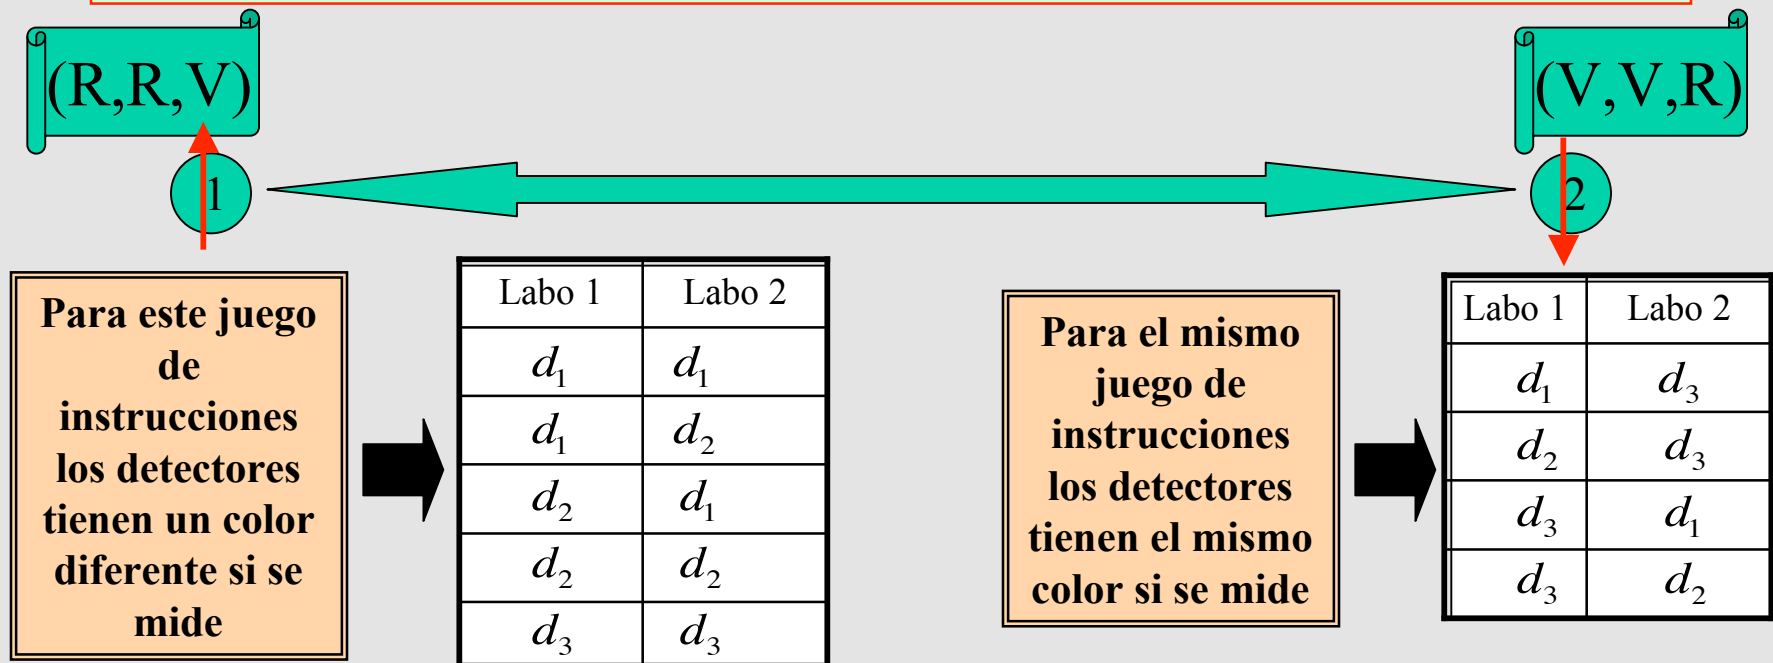 (R,R,V)
(V,V,R)
1
2
Para este juego
de
instrucciones
los detectores
tienen un color
diferente si se
mide
Labo 1 Labo 2
d₁ d₁
d₁ d₂
d₂ d₁
d₂ d₂
d₃ d₃
Para el mismo
juego de
instrucciones
los detectores
tienen el mismo
color si se mide
Labo 1 Labo 2
d₁ d₃
d₂ d₃
d₃ d₁
d₃ d₂